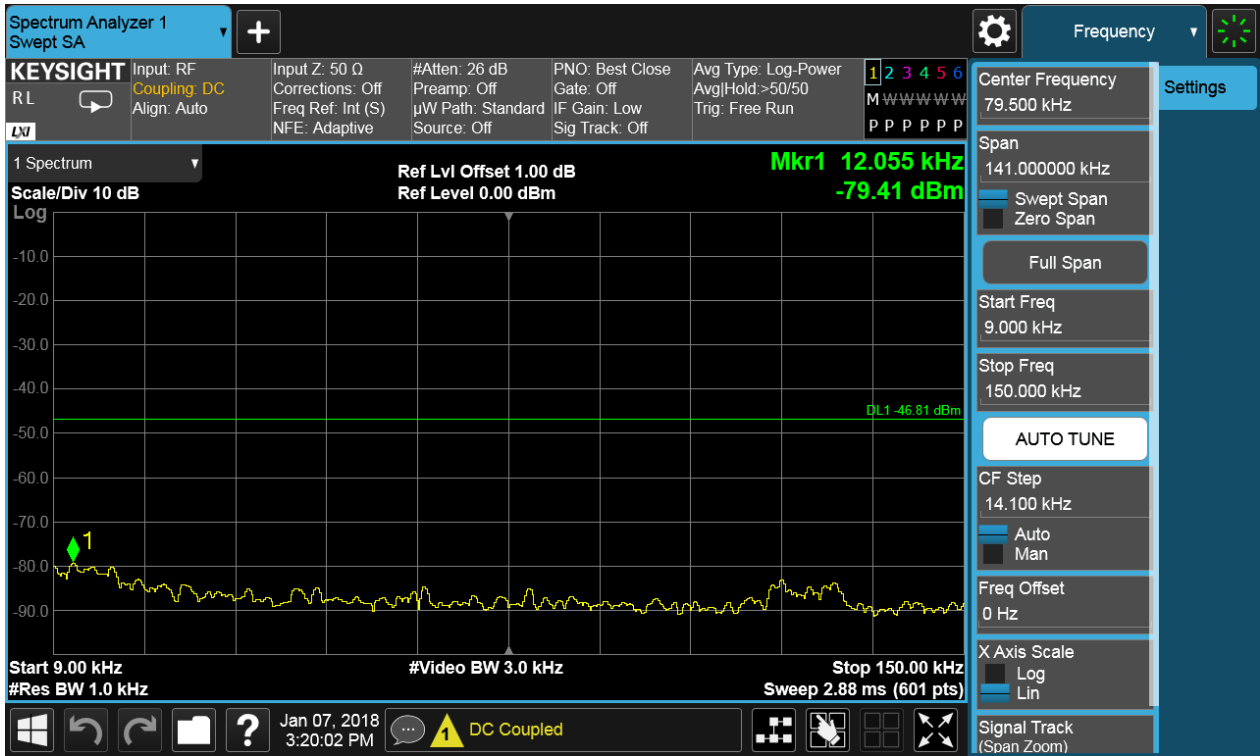 Spectrum Analyzer 1
Swept SA
Frequency
KEYSIGHT
R L
LXI
Input: RF
Coupling: DC
Align: Auto
Input Z: 50 Ω
Corrections: Off
Freq Ref: Int (S)
NFE: Adaptive
#Atten: 26 dB
Preamp: Off
µW Path: Standard
Source: Off
PNO: Best Close
Gate: Off
IF Gain: Low
Sig Track: Off
Avg Type: Log-Power
Avg|Hold:>50/50
Trig: Free Run
1 2 3 4 5 6
M W W W W W
P P P P P P
1 Spectrum
Scale/Div 10 dB
Log
Ref Lvl Offset 1.00 dB
Ref Level 0.00 dBm
Mkr1 12.055 kHz
-79.41 dBm
-10.0
-20.0
-30.0
-40.0
DL1 -46.81 dBm
-50.0
-60.0
-70.0
1
-80.0
-90.0
Start 9.00 kHz
#Res BW 1.0 kHz
#Video BW 3.0 kHz
Stop 150.00 kHz
Sweep 2.88 ms (601 pts)
Center Frequency
79.500 kHz
Span
141.000000 kHz
Swept Span
Zero Span
Full Span
Start Freq
9.000 kHz
Stop Freq
150.000 kHz
AUTO TUNE
CF Step
14.100 kHz
Auto
Man
Freq Offset
0 Hz
X Axis Scale
Log
Lin
Signal Track
(Span Zoom)
Settings
?
Jan 07, 2018
3:20:02 PM
1
DC Coupled